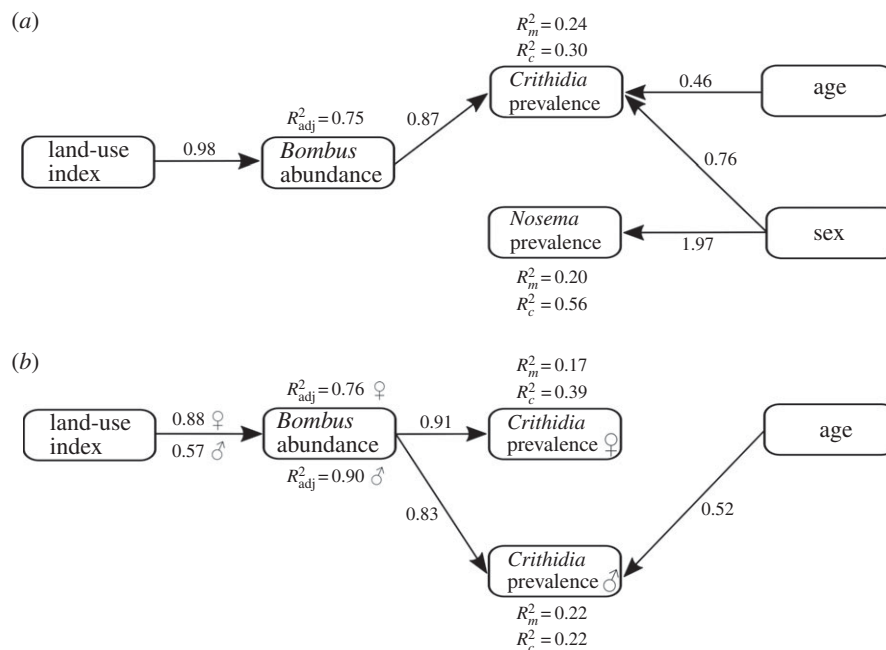 (a)
R²m = 0.24
R²c = 0.30
Crithidia
prevalence
0.46
age
R²adj = 0.75
0.87
land-use
index
0.98
Bombus
abundance
0.76
Nosema
prevalence
1.97
sex
R²m = 0.20
R²c = 0.56
(b)
R²m = 0.17
R²c = 0.39
R²adj = 0.76 ♀
land-use
index
0.88 ♀
0.57 ♂
Bombus
abundance
0.91
Crithidia
prevalence ♀
age
R²adj = 0.90 ♂
0.83
0.52
Crithidia
prevalence ♂
R²m = 0.22
R²c = 0.22